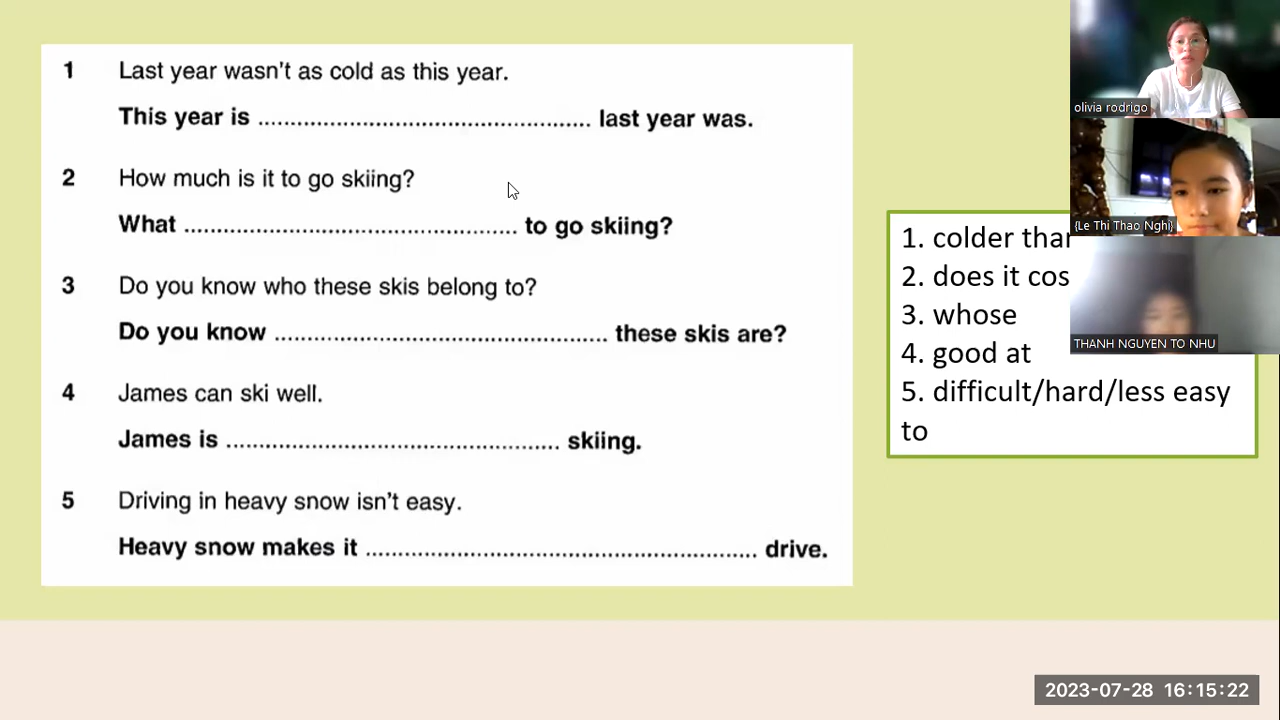 1 Last year wasn't as cold as this year.
This year is ........................................................ last year was.
2 How much is it to go skiing?
What ........................................................ to go skiing?
3 Do you know who these skis belong to?
Do you know ........................................................ these skis are?
4 James can ski well.
James is ........................................................ skiing.
5 Driving in heavy snow isn't easy.
Heavy snow makes it ................................................................ drive.
1. colder
2. does it
3. whose
4. good at
5. difficult/hard/less easy
to
olivia rodrigo
{Le Thi Thao Nghi}
THANH NGUYEN TO NHU
2023-07-28 16:15:22